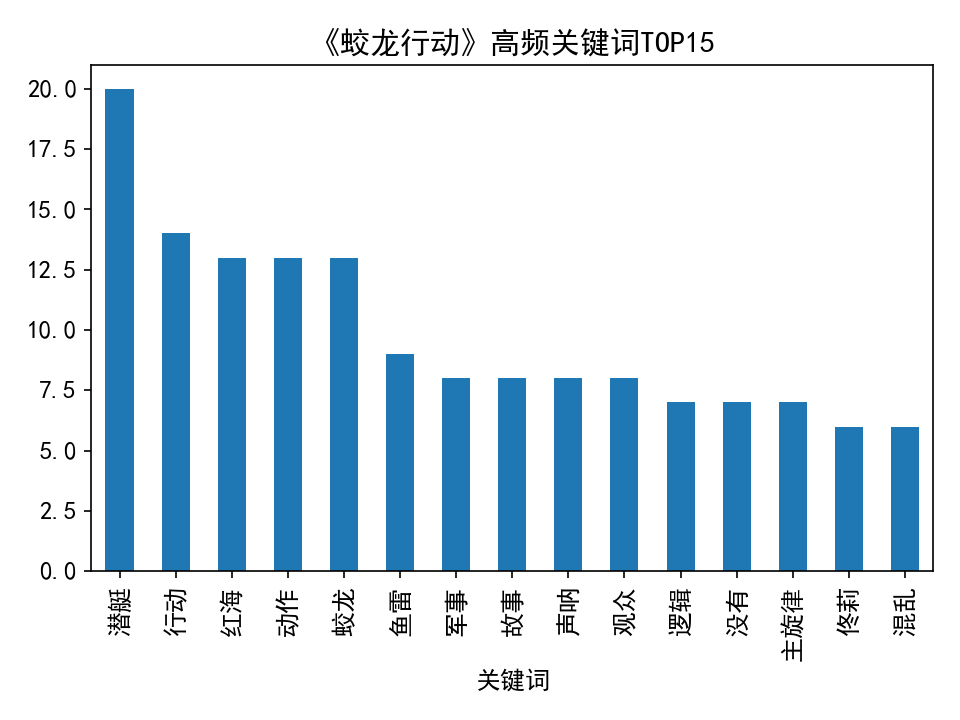 《蛟龙行动》高频关键词TOP15
20.0
17.5
15.0
12.5
10.0
7.5
5.0
2.5
0.0
潜艇
行动
红海
动作
蛟龙
鱼雷
军事
故事
声呐
观众
逻辑
没有
主旋律
佟莉
混乱
关键词